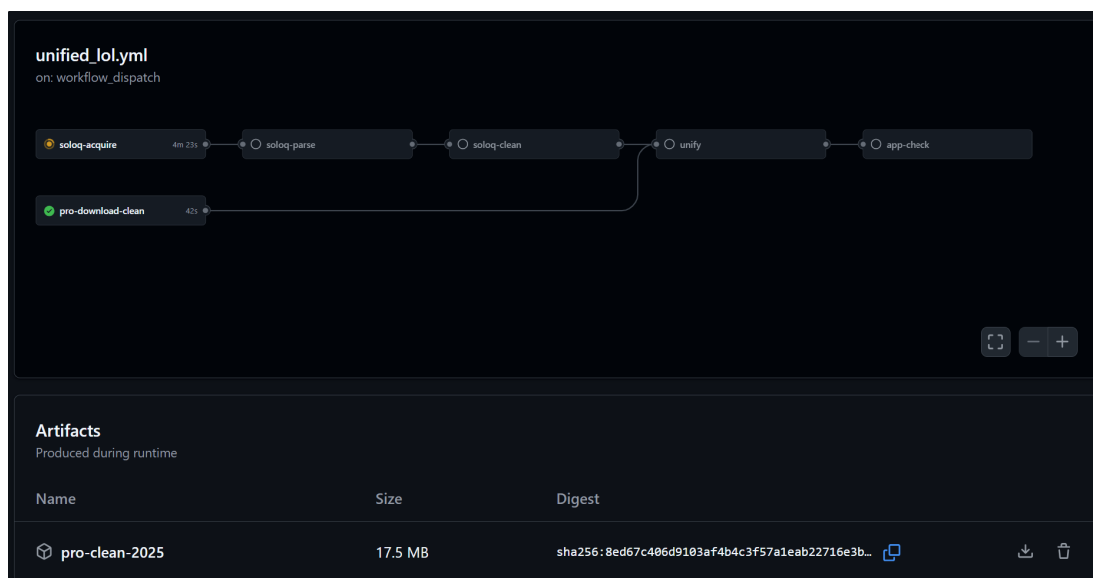 unified_lol.yml
on: workflow_dispatch
soloq-acquire 4m 23s
soloq-parse
soloq-clean
unify
app-check
pro-download-clean 42s
Artifacts
Produced during runtime
Name Size Digest
pro-clean-2025 17.5 MB sha256:8ed67c406d9103af4b4c3f57a1eab22716e3b…